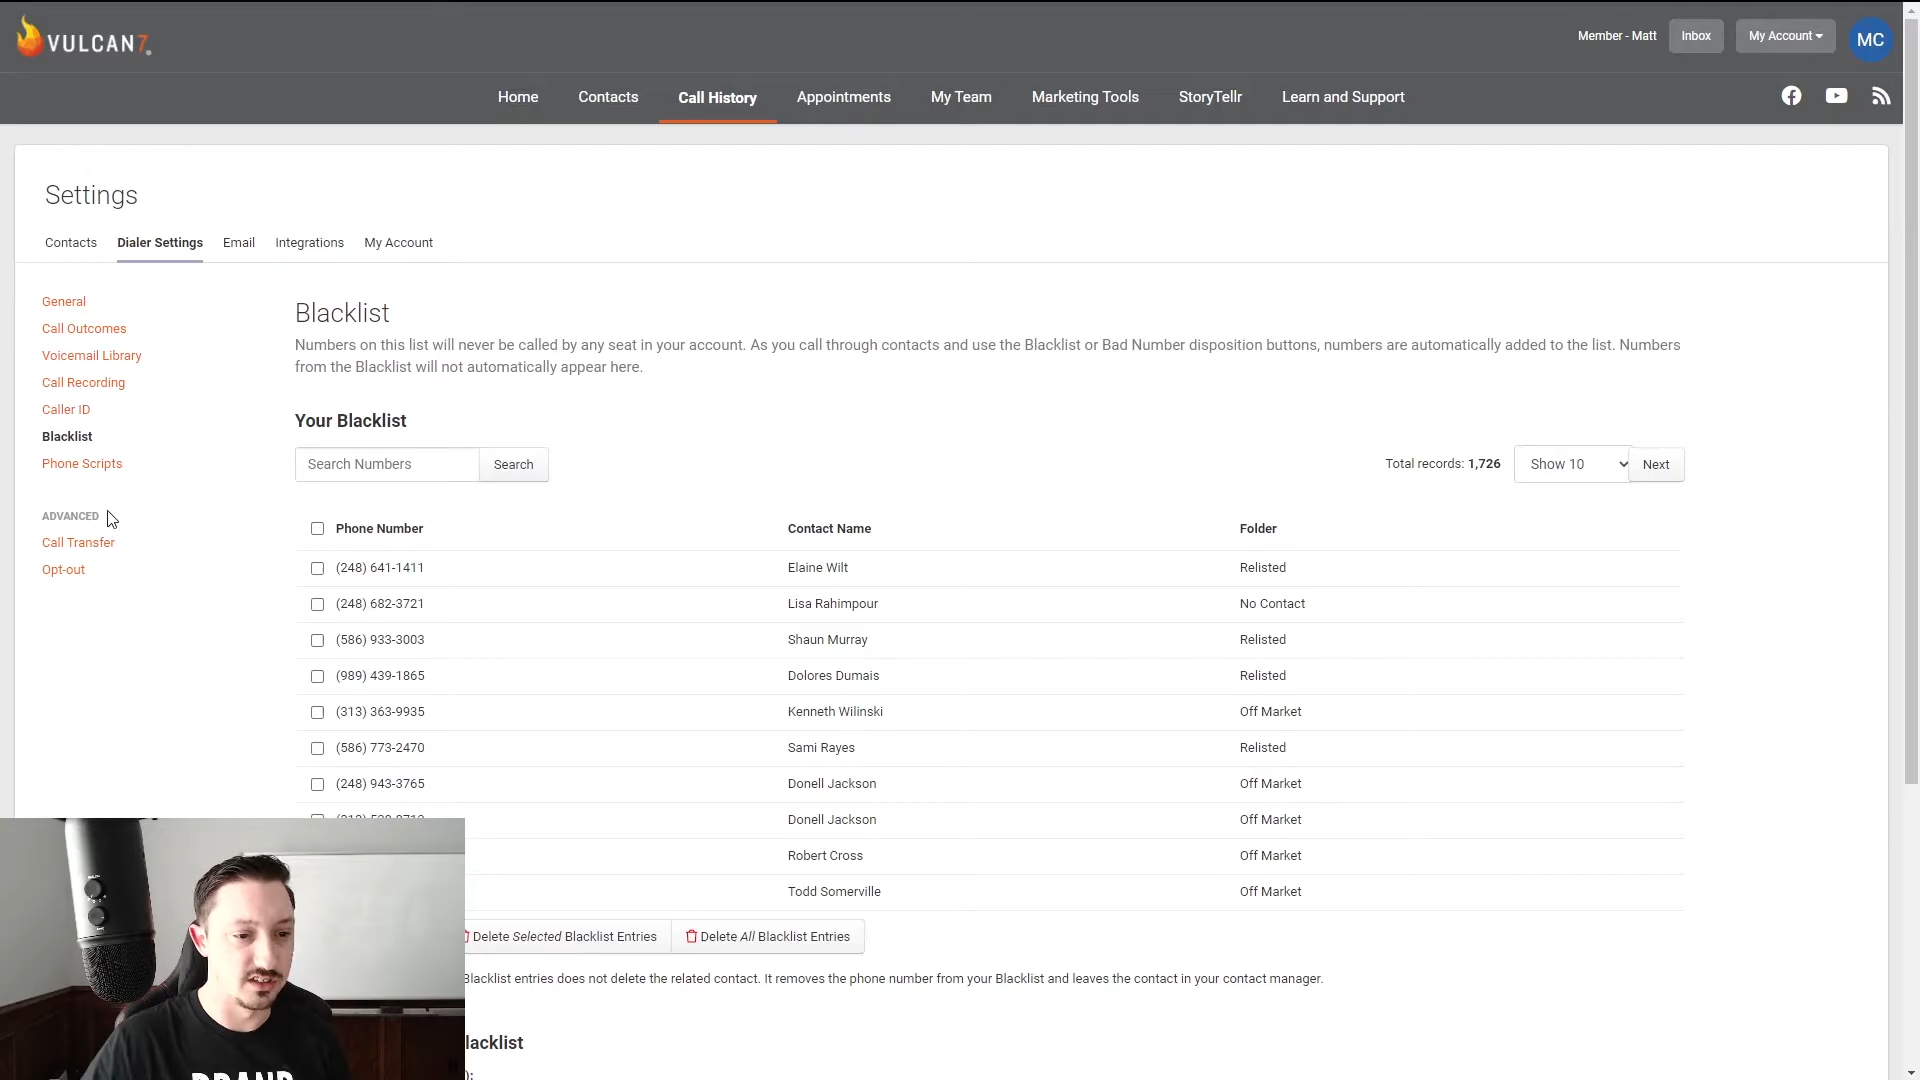 VULCAN7
Member - Matt
Inbox
My Account
MC
Home
Contacts
Call History
Appointments
My Team
Marketing Tools
StoryTellr
Learn and Support
Settings
Contacts
Dialer Settings
Email
Integrations
My Account
General
Call Outcomes
Voicemail Library
Call Recording
Caller ID
Blacklist
Phone Scripts
ADVANCED
Call Transfer
Opt-out
Blacklist
Numbers on this list will never be called by any seat in your account. As you call through contacts and use the Blacklist or Bad Number disposition buttons, numbers are automatically added to the list. Numbers
from the Blacklist will not automatically appear here.
Your Blacklist
Search Numbers
Search
Total records: 1,726
Show 10
Next
Phone Number Contact Name Folder
(248) 641-1411 Elaine Wilt Relisted
(248) 682-3721 Lisa Rahimpour No Contact
(586) 933-3003 Shaun Murray Relisted
(989) 439-1865 Dolores Dumais Relisted
(313) 363-9935 Kenneth Wilinski Off Market
(586) 773-2470 Sami Rayes Relisted
(248) 943-3765 Donell Jackson Off Market
Donell Jackson Off Market
Robert Cross Off Market
Todd Somerville Off Market
Delete Selected Blacklist Entries
Delete All Blacklist Entries
Blacklist entries does not delete the related contact. It removes the phone number from your Blacklist and leaves the contact in your contact manager.
lacklist
):